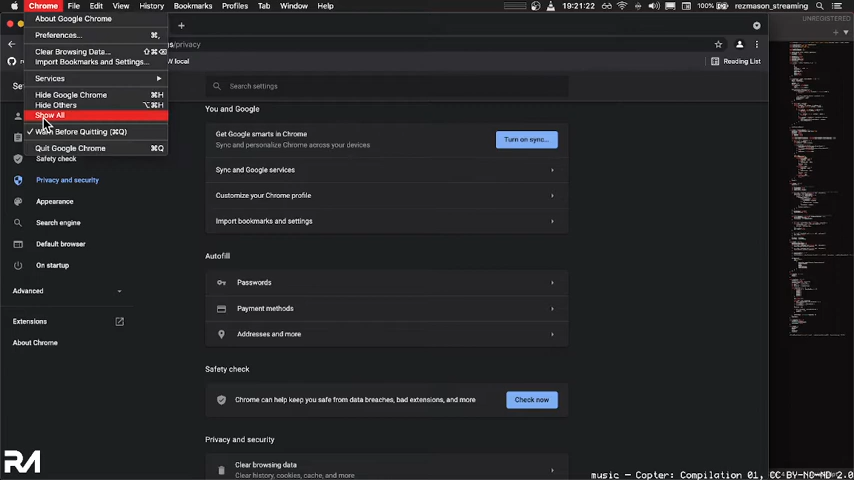 Chrome File Edit View History Bookmarks Profiles Tab Window Help
100% 19:21:22 rezmason_streaming
UNREGISTERED
About Google Chrome
Preferences... ⌘,
s/privacy
Clear Browsing Data... ⇧⌘⌫
Import Bookmarks and Settings...
W local
Reading List
Services
Hide Google Chrome ⌘H
Hide Others ⌥⌘H
Show All
Warn Before Quitting (⌘Q)
Quit Google Chrome ⌘Q
Search settings
Safety check
Privacy and security
Appearance
Search engine
Default browser
On startup
Advanced
Extensions
About Chrome
You and Google
Get Google smarts in Chrome
Sync and personalize Chrome across your devices
Turn on sync...
Sync and Google services
Customize your Chrome profile
Import bookmarks and settings
Autofill
Passwords
Payment methods
Addresses and more
Safety check
Chrome can help keep you safe from data breaches, bad extensions, and more
Check now
Privacy and security
Clear browsing data
Clear history, cookies, cache, and more
RM
music – Copter: Compilation 01, CC BY-NC-ND 2.0